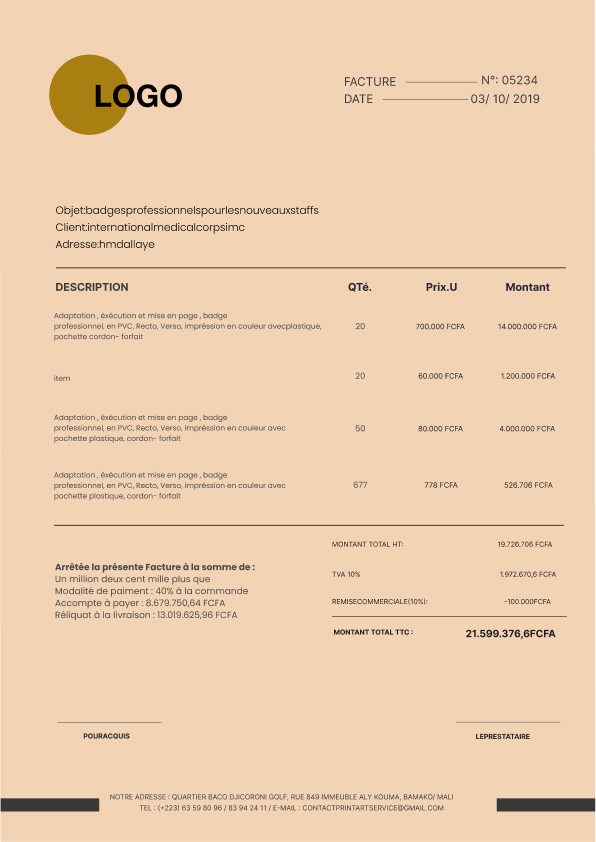 LOGO
FACTURE N°: 05234
DATE 03/ 10/ 2019
Objet:badgesprofessionnelspourlesnouveauxstaffs
Client:internationalmedicalcorpsimc
Adresse:hmdallaye
DESCRIPTION QTé. Prix.U Montant
Adaptation , éxécution et mise en page , badge
professionnel, en PVC, Recto, Verso, impréssion en couleur avecplastique, 20 700.000 FCFA 14.000.000 FCFA
pochette cordon- forfait
item 20 60.000 FCFA 1.200.000 FCFA
Adaptation , éxécution et mise en page , badge
professionnel, en PVC, Recto, Verso, impréssion en couleur avec 50 80.000 FCFA 4.000.000 FCFA
pochette plastique, cordon- forfait
Adaptation , éxécution et mise en page , badge
professionnel, en PVC, Recto, Verso, impréssion en couleur avec 677 778 FCFA 526.706 FCFA
pochette plastique, cordon- forfait
MONTANT TOTAL HT: 19.726.706 FCFA
TVA 10% 1.972.670,6 FCFA
REMISECOMMERCIALE(10%): -100.000FCFA
MONTANT TOTAL TTC : 21.599.376,6FCFA
Arrêtée la présente Facture à la somme de :
Un million deux cent mille plus que
Modalité de paiment : 40% à la commande
Accompte à payer : 8.679.750,64 FCFA
Réliquat à la livraison : 13.019.625,96 FCFA
POURACQUIS LEPRESTATAIRE
NOTRE ADRESSE : QUARTIER BACO DJICORONI GOLF, RUE 849 IMMEUBLE ALY KOUMA, BAMAKO/ MALI
TEL : (+223) 63 59 80 96 / 83 94 24 11 / E-MAIL : CONTACTPRINTARTSERVICE@GMAIL.COM